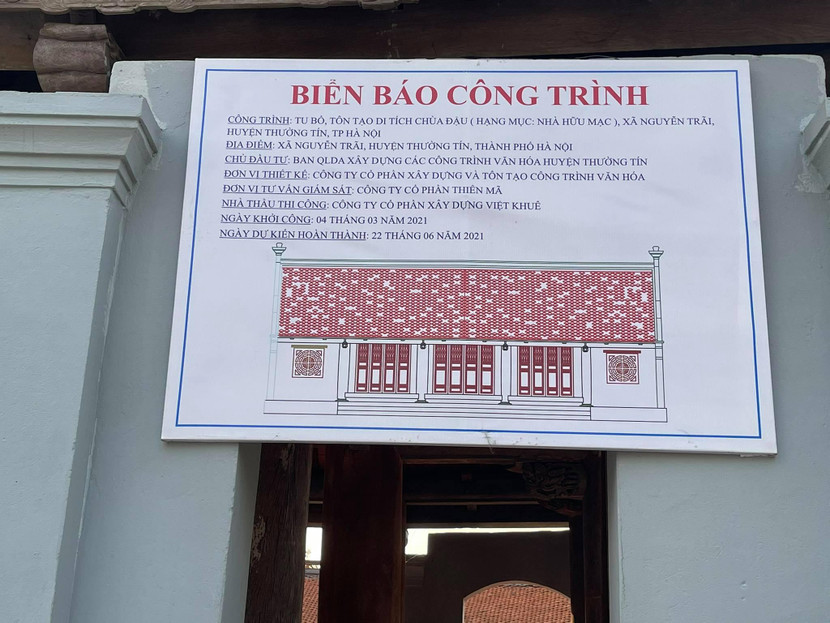 BIỂN BÁO CÔNG TRÌNH
CÔNG TRÌNH: TU BỔ, TÔN TẠO DI TÍCH CHÙA ĐẬU ( HẠNG MỤC: NHÀ HỮU MẠC ), XÃ NGUYÊN TRÃI,
HUYỆN THƯỜNG TÍN, TP HÀ NỘI
ĐỊA ĐIỂM: XÃ NGUYÊN TRÃI, HUYỆN THƯỜNG TÍN, THÀNH PHỐ HÀ NỘI
CHỦ ĐẦU TƯ: BAN QLDA XÂY DỰNG CÁC CÔNG TRÌNH VĂN HÓA HUYỆN THƯỜNG TÍN
ĐƠN VỊ THIẾT KẾ: CÔNG TY CỔ PHẦN XÂY DỰNG VÀ TÔN TẠO CÔNG TRÌNH VĂN HÓA
ĐƠN VỊ TƯ VẤN GIÁM SÁT: CÔNG TY CỔ PHẦN THIÊN MÃ
NHÀ THẦU THI CÔNG: CÔNG TY CỔ PHẦN XÂY DỰNG VIỆT KHUÊ
NGÀY KHỞI CÔNG: 04 THÁNG 03 NĂM 2021
NGÀY DỰ KIẾN HOÀN THÀNH: 22 THÁNG 06 NĂM 2021